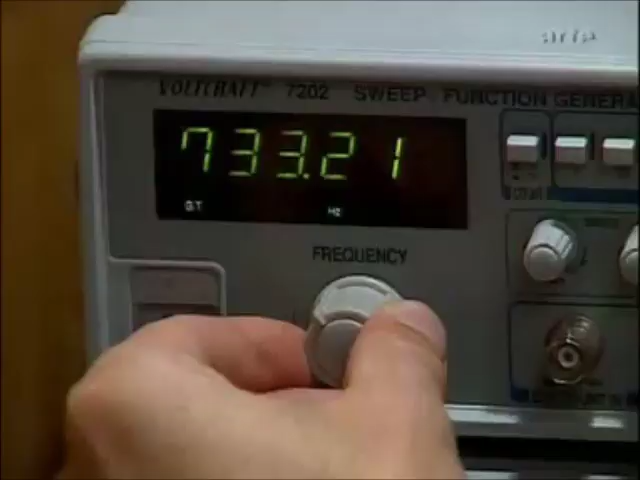 VOLTCRAFT 7202 SWEEP FUNCTION GENERA
733.21
G.T Hz
FREQUENCY